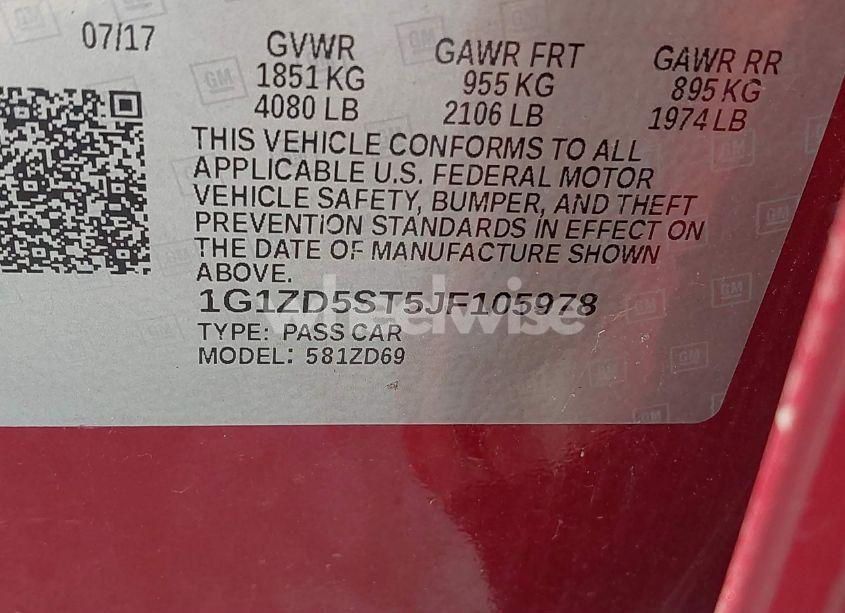 07/17
GVWR GAWR FRT GAWR RR
1851 KG 955 KG 895 KG
4080 LB 2106 LB 1974 LB
THIS VEHICLE CONFORMS TO ALL
APPLICABLE U.S. FEDERAL MOTOR
VEHICLE SAFETY, BUMPER, AND THEFT
PREVENTION STANDARDS IN EFFECT ON
THE DATE OF MANUFACTURE SHOWN
ABOVE.
1G1ZD5ST5JF105978
wheelwise
TYPE: PASS CAR
MODEL: 581ZD69
GM